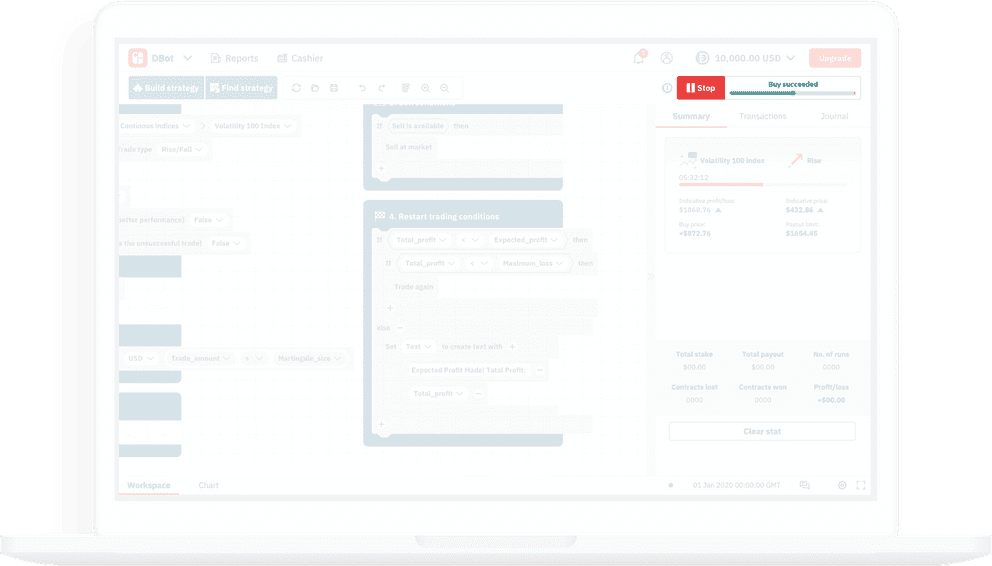 DBot Reports Cashier 1 10,000.00 USD Upgrade
Build strategy Find strategy Stop Buy succeeded
Summary Transactions Journal
Continous indices Volatility 100 Index
Trade type Rise/Fall
better performance) False
the unsuccessful trade) False
USD Trade_amount Martingale_size
If Sell is available then
Sell at market
+
4. Restart trading conditions
If Total_profit < Expected_profit then
If Total_profit < Maximum_loss then
Trade again
+
else
Set Text to create text with +
Expected Profit Made! Total Profit:
Total_profit
+
Volatility 100 Index Rise
05:32:12
Indicative profit/loss: Indicative price:
$1868.76 $432.86
Buy price: Payout limit:
+$872.76 $1654.45
Total stake Total payout No. of runs
$00.00 $00.00 0000
Contracts lost Contracts won Profit/loss
0000 0000 +$00.00
Clear stat
Workspace Chart 01 Jan 2020 00:00:00 GMT